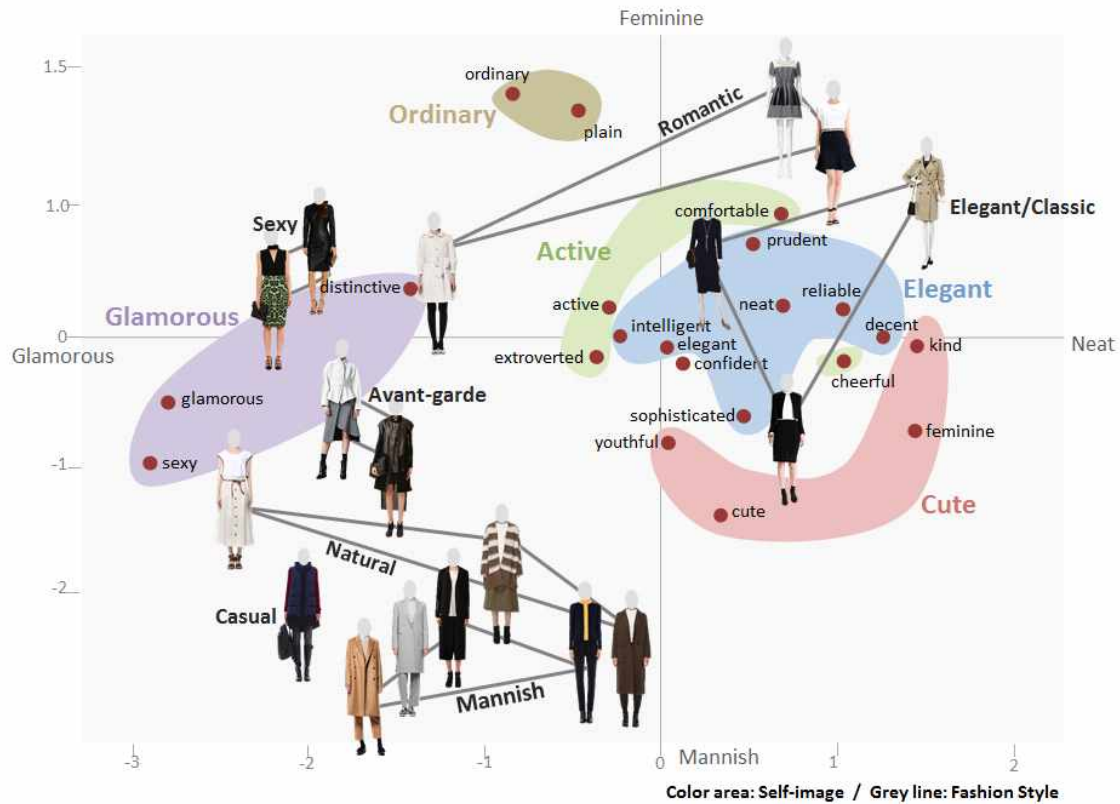 Feminine
1.5
ordinary
Ordinary
plain
Romantic
1.0
comfortable
Elegant/Classic
Sexy
Active
prudent
distinctive
Glamorous
active
neat
reliable
Elegant
intelligent
decent
0
Glamorous
elegant
kind
Neat
extroverted
confident
cheerful
glamorous
Avant-garde
sophisticated
feminine
youthful
-1
sexy
Cute
cute
Natural
-2
Casual
Mannish
Mannish
-3
-2
-1
0
1
2
Color area: Self-image / Grey line: Fashion Style